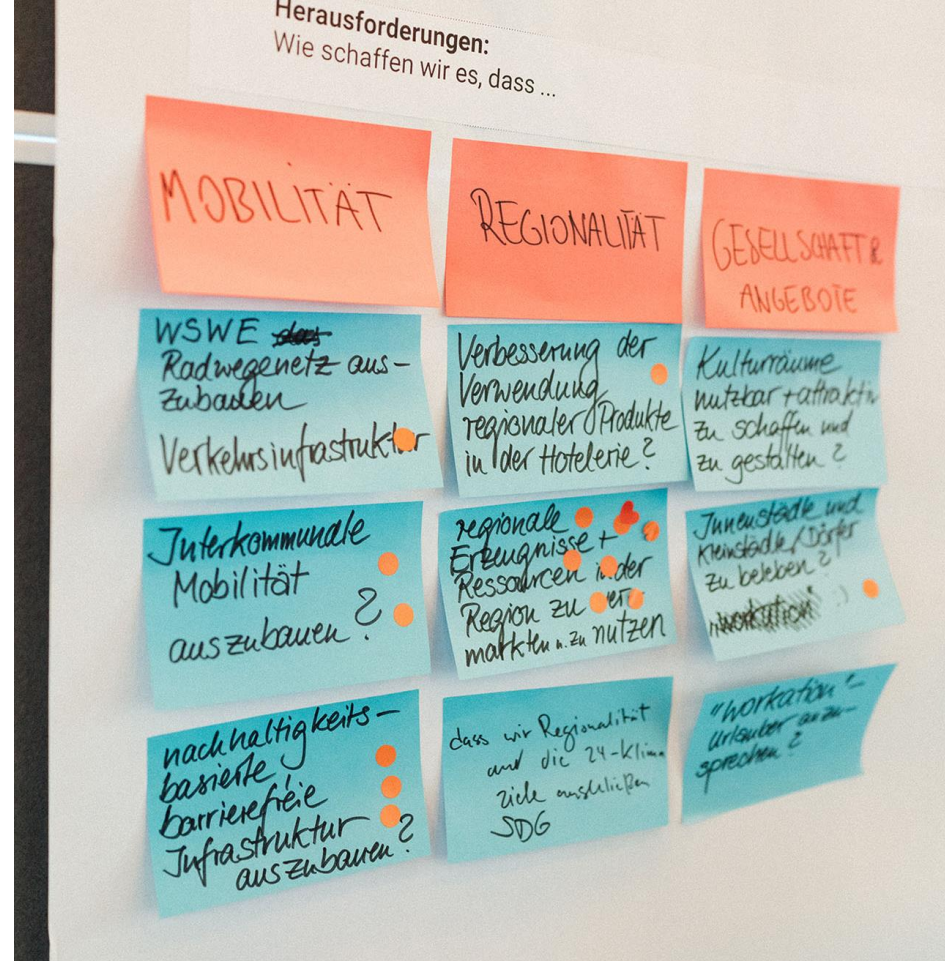 Herausforderungen:
Wie schaffen wir es, dass ...
MOBILITÄT
WSWE
Radwegenetz aus-
zubauen
Verkehrsinfrastruktur
Interkommunale
Mobilität
auszubauen?
nachhaltigkeits-
basierte
barrierefreie
Infrastruktur
auszubauen?
REGIONALITÄT
Verbesserung der
Verwendung
regionaler Produkte
in der Hotelerie?
regionale
Erzeugnisse +
Ressourcen in der
Region zu ver-
markten u. zu nutzen
dass wir Regionalität
und die 24-Klima
ziele
SDG
GESELLSCHAFT &
ANGEBOTE
Kulturräume
nutzbar + attraktiv
zu schaffen und
zu gestalten?
Innenstädte und
Kleinstädte/Dörfer
zu beleben?
"workation" :)
"workation"-
Urlauber anzu-
sprechen?